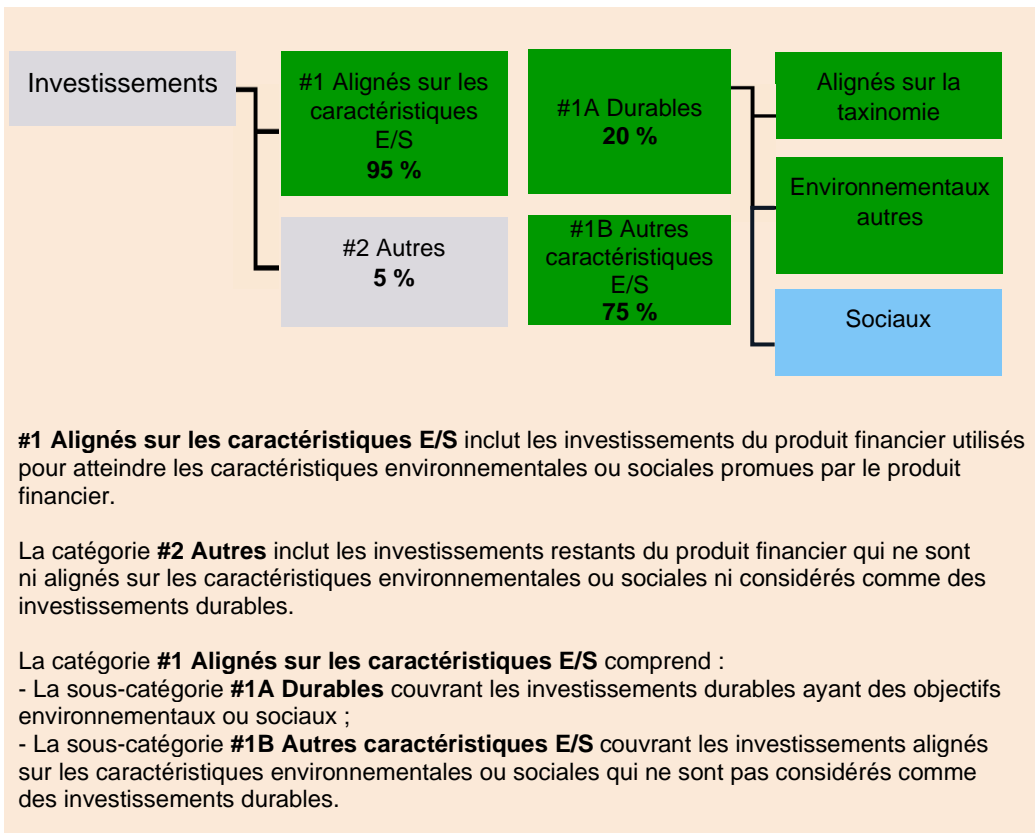 Investissements
#1 Alignés sur les
caractéristiques
E/S
95 %
#2 Autres
5 %
#1A Durables
20 %
#1B Autres
caractéristiques
E/S
75 %
Alignés sur la
taxinomie
Environnementaux
autres
Sociaux
#1 Alignés sur les caractéristiques E/S inclut les investissements du produit financier utilisés
pour atteindre les caractéristiques environnementales ou sociales promues par le produit
financier.
La catégorie #2 Autres inclut les investissements restants du produit financier qui ne sont
ni alignés sur les caractéristiques environnementales ou sociales ni considérés comme des
investissements durables.
La catégorie #1 Alignés sur les caractéristiques E/S comprend :
- La sous-catégorie #1A Durables couvrant les investissements durables ayant des objectifs
environnementaux ou sociaux ;
- La sous-catégorie #1B Autres caractéristiques E/S couvrant les investissements alignés
sur les caractéristiques environnementales ou sociales qui ne sont pas considérés comme
des investissements durables.